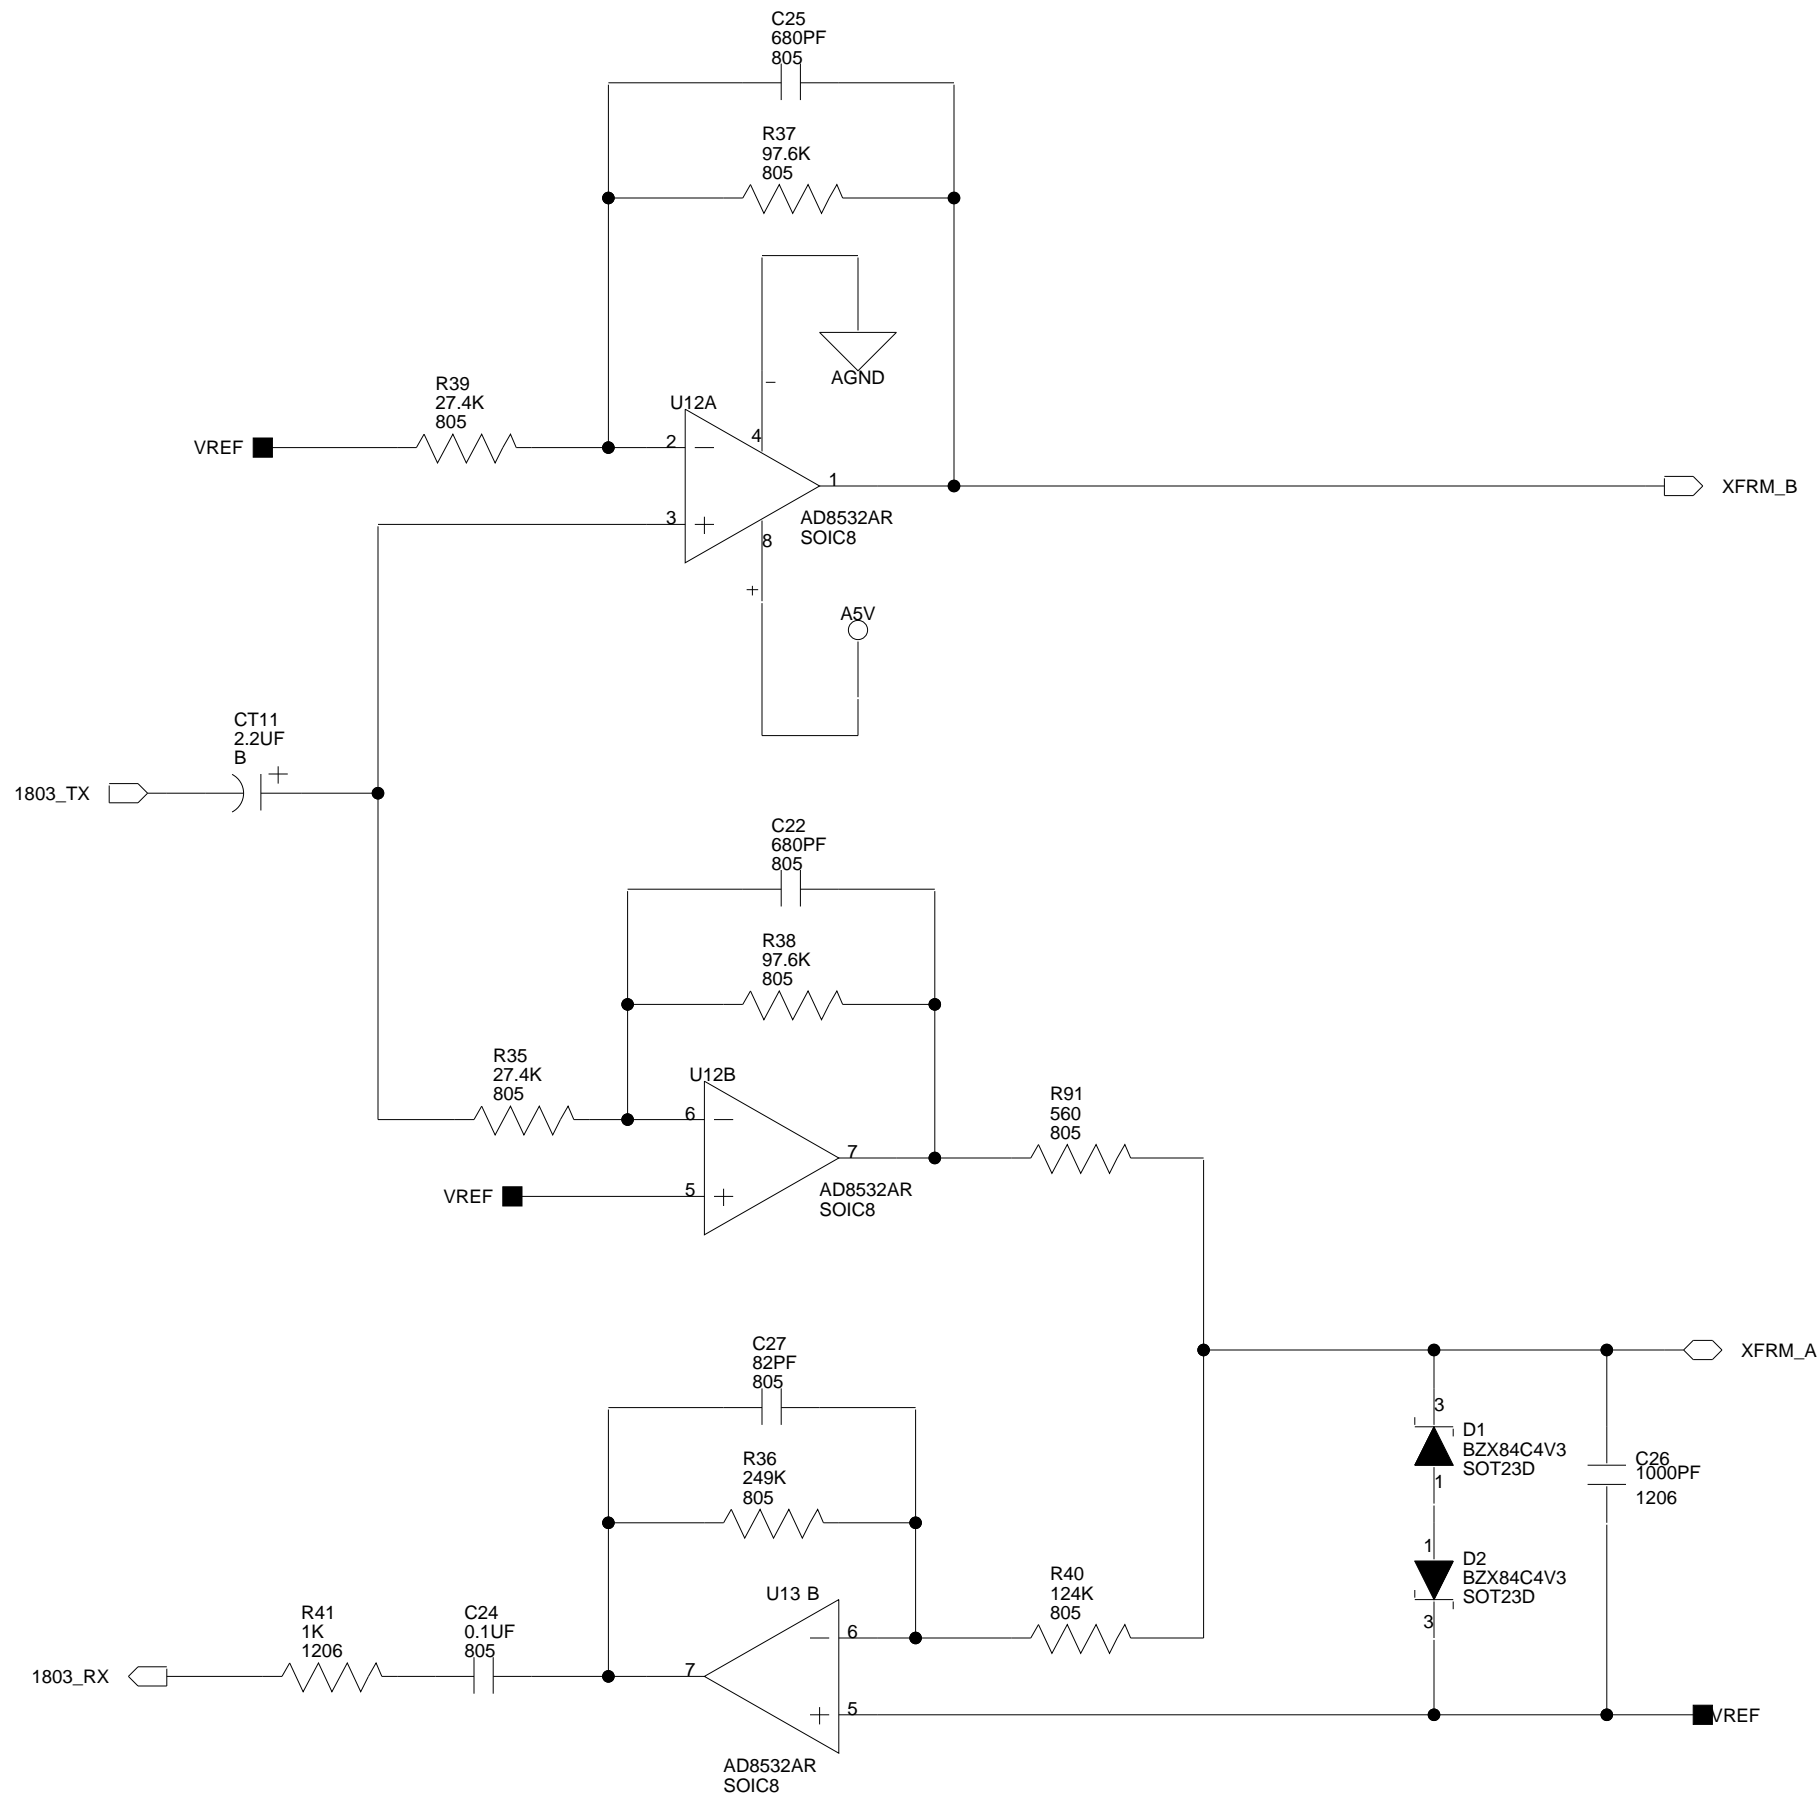 C25
680PF
805
R37
97.6K
805
AGND
−
R39
27.4K
805
U12A
VREF
2
−
4
1
XFRM_B
3
+
AD8532AR
SOIC8
8
+
A5V
CT11
2.2UF
B
+
1803_TX
C22
680PF
805
R38
97.6K
805
R35
27.4K
805
U12B
6
−
7
R91
560
805
VREF
5
+
AD8532AR
SOIC8
XFRM_A
C27
82PF
805
R36
249K
805
3
D1
BZX84C4V3
SOT23D
1
C26
1000PF
1206
1
D2
BZX84C4V3
SOT23D
3
R40
124K
805
U13 B
−
6
R41
1K
1206
C24
0.1UF
805
1803_RX
7
+
5
VREF
AD8532AR
SOIC8